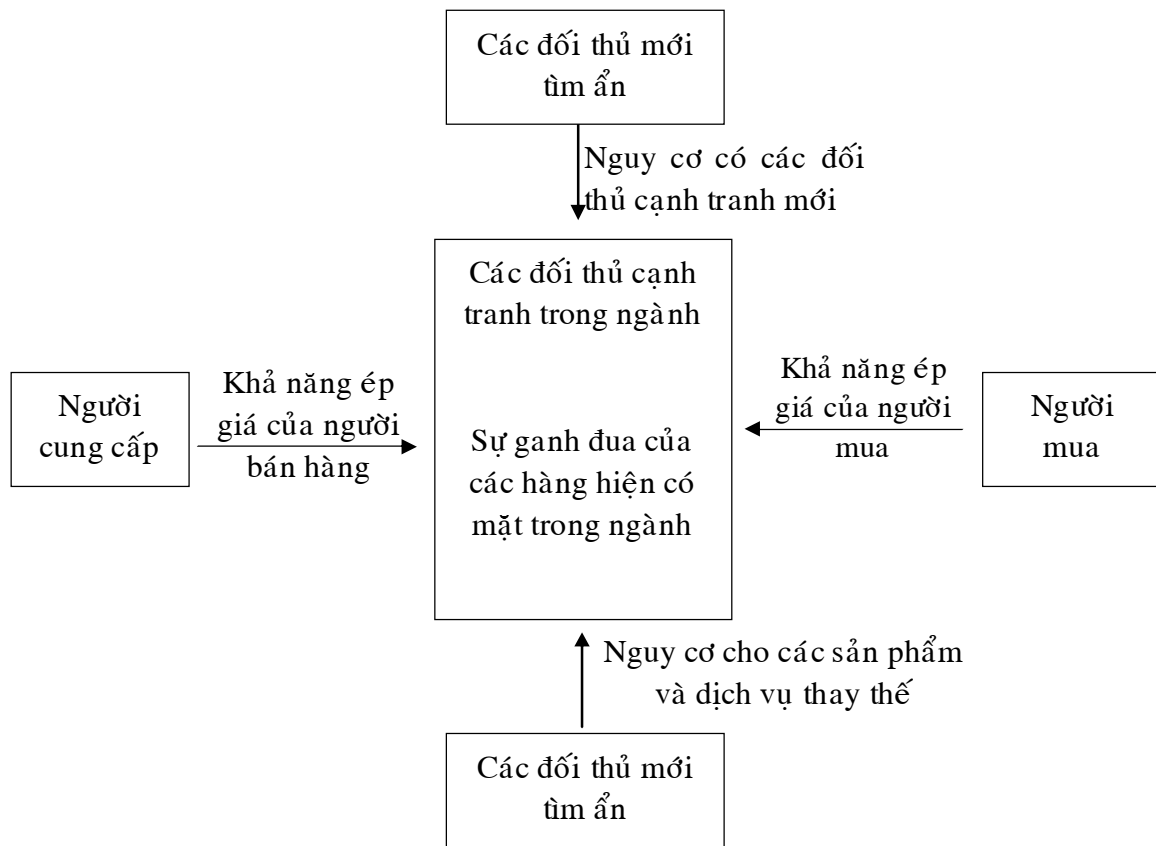 Các đối thủ mới
tìm ẩn
Nguy cơ có các đối
thủ cạnh tranh mới
Các đối thủ cạnh
tranh trong ngành
Người
cung cấp
Khả năng ép
giá của người
bán hàng
Sự ganh đua của
các hàng hiện có
mặt trong ngành
Khả năng ép
giá của người
mua
Người
mua
Nguy cơ cho các sản phẩm
và dịch vụ thay thế
Các đối thủ mới
tìm ẩn